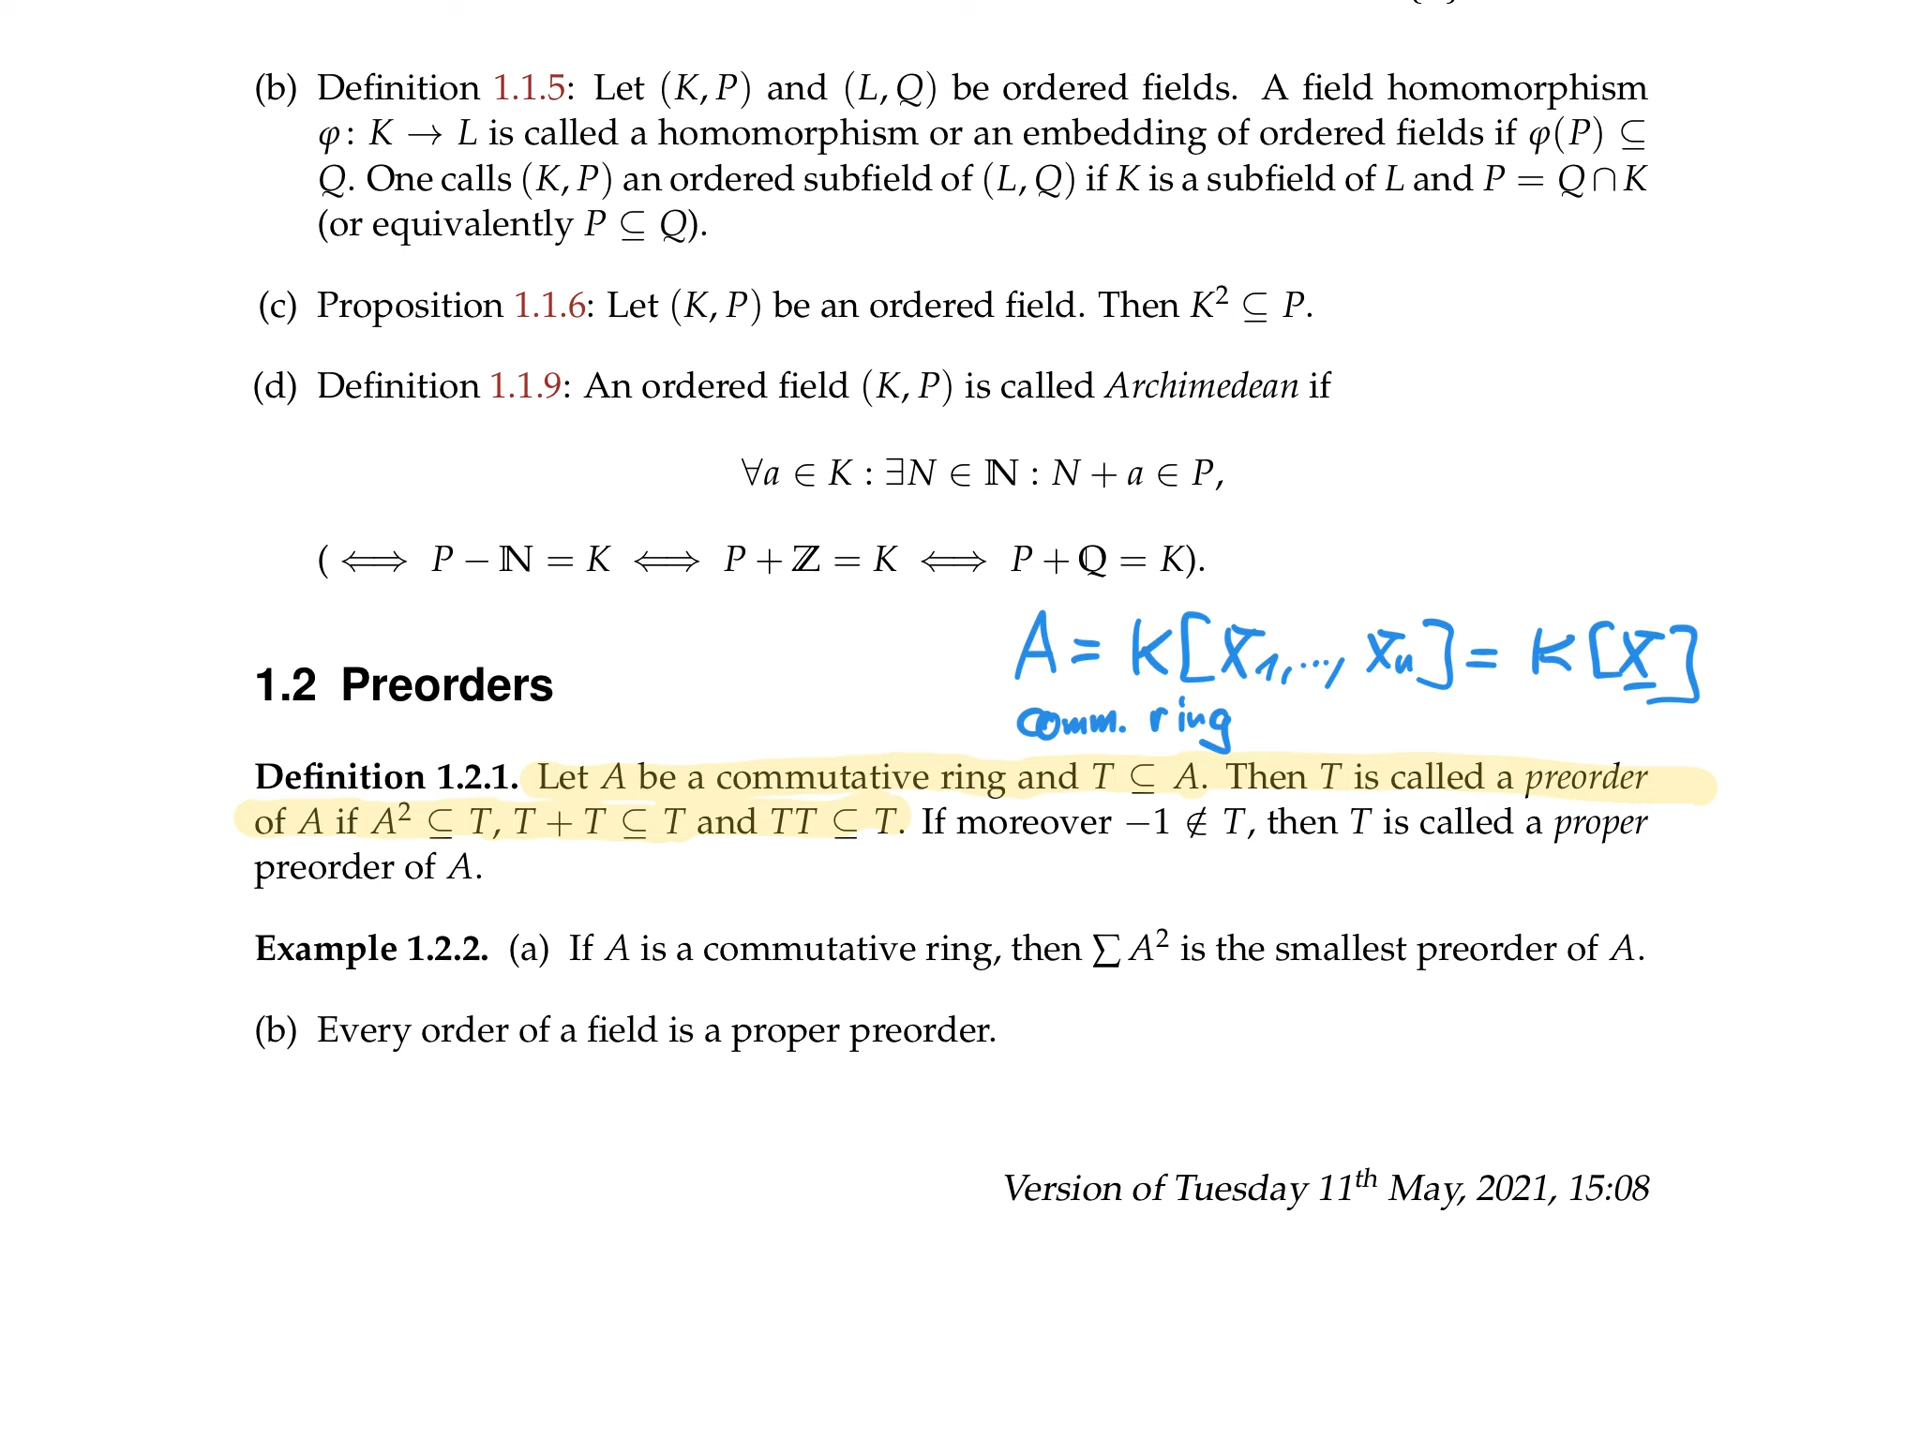 (b) Definition 1.1.5: Let (K, P) and (L, Q) be ordered fields. A field homomorphism
φ: K → L is called a homomorphism or an embedding of ordered fields if φ(P) ⊆
Q. One calls (K, P) an ordered subfield of (L, Q) if K is a subfield of L and P = Q ∩ K
(or equivalently P ⊆ Q).
(c) Proposition 1.1.6: Let (K, P) be an ordered field. Then K² ⊆ P.
(d) Definition 1.1.9: An ordered field (K, P) is called Archimedean if
∀a ∈ K : ∃N ∈ ℕ : N + a ∈ P,
( ⟺ P − ℕ = K ⟺ P + ℤ = K ⟺ P + ℚ = K).
A = K[X₁,..., Xₙ] = K[X]
comm. ring
1.2 Preorders
Definition 1.2.1. Let A be a commutative ring and T ⊆ A. Then T is called a preorder
of A if A² ⊆ T, T + T ⊆ T and TT ⊆ T. If moreover −1 ∉ T, then T is called a proper
preorder of A.
Example 1.2.2. (a) If A is a commutative ring, then ∑ A² is the smallest preorder of A.
(b) Every order of a field is a proper preorder.
Version of Tuesday 11th May, 2021, 15:08